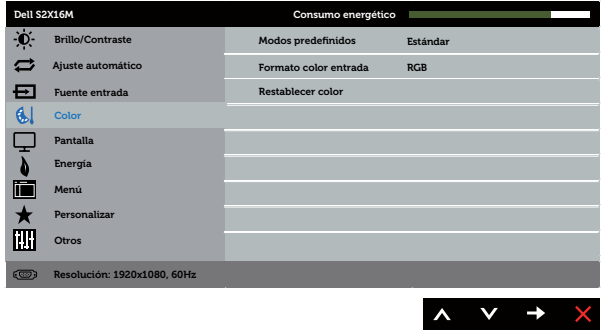 Dell S2X16M Consumo energético
Brillo/Contraste Modos predefinidos Estándar
Ajuste automático Formato color entrada RGB
Fuente entrada Restablecer color
Color
Pantalla
Energía
Menú
Personalizar
Otros
Resolución: 1920x1080, 60Hz